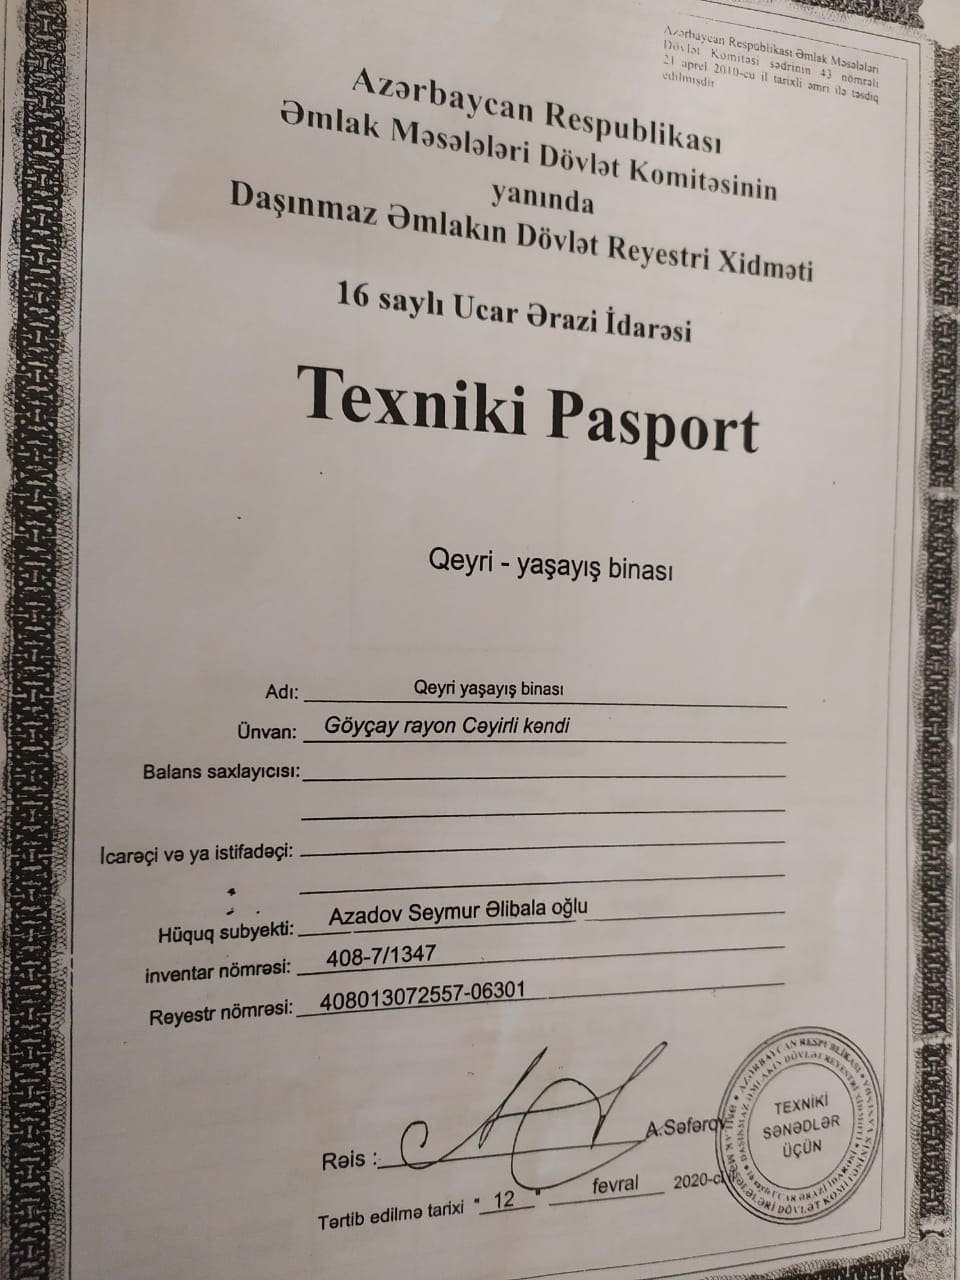 Azərbaycan Respublikası Əmlak Məsələləri
Dövlət Komitəsi sədrinin 43 nömrəli
21 aprel 2010-cu il tarixli əmri ilə təsdiq
edilmişdir
Azərbaycan Respublikası
Əmlak Məsələləri Dövlət Komitəsinin
yanında
Daşınmaz Əmlakın Dövlət Reyestri Xidməti
16 saylı Ucar Ərazi İdarəsi
Texniki Pasport
Qeyri - yaşayış binası
Adı: Qeyri yaşayış binası
Ünvan: Göyçay rayon Cəyirli kəndi
Balans saxlayıcısı:
İcarəçi və ya istifadəçi:
Hüquq subyekti: Azadov Seymur Əlibala oğlu
inventar nömrəsi: 408-7/1347
Reyestr nömrəsi: 408013072557-06301
Rəis : A.Səfərov
Tərtib edilmə tarixi " 12 " fevral 2020-ci
TEXNİKİ
SƏNƏDLƏR
ÜÇÜN